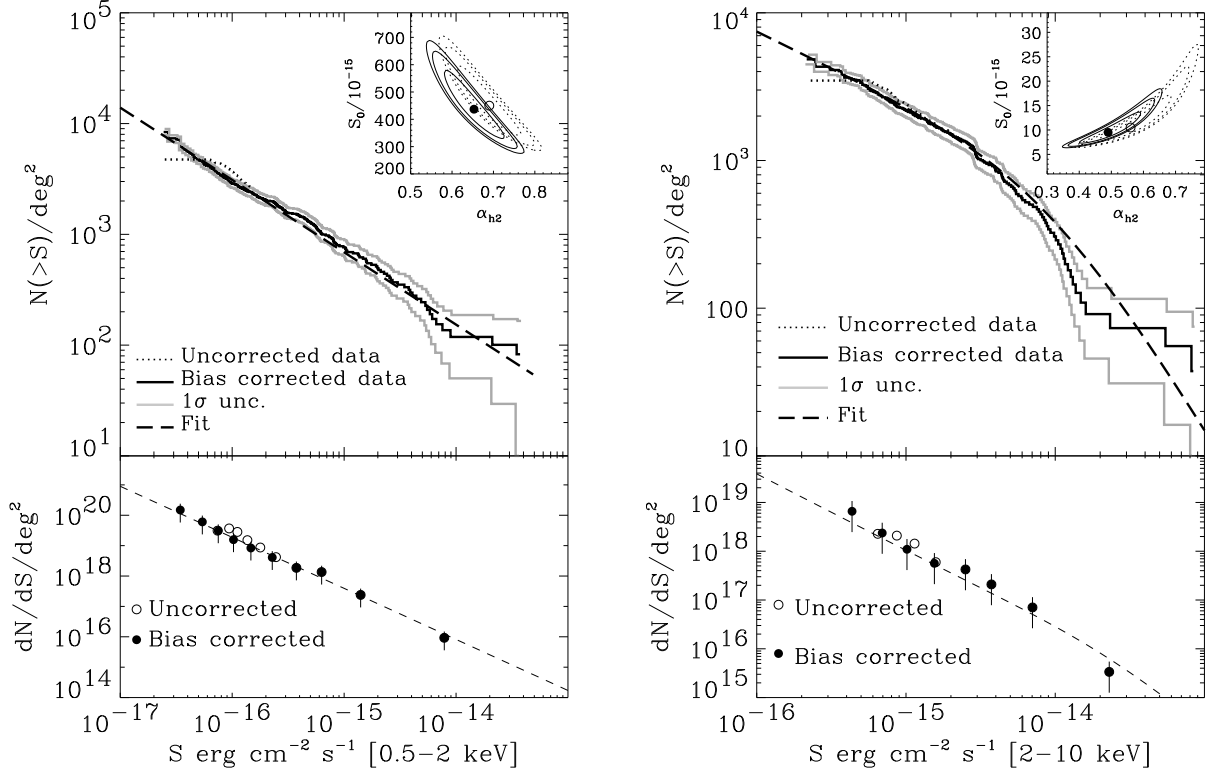 10^5
10^4
10^3
10^2
10^1
N(>S)/deg^2
700
600
500
400
300
200
S_0/10^-15
0.5
0.6
0.7
0.8
α_h2
Uncorrected data
Bias corrected data
1σ unc.
Fit
10^20
10^18
10^16
10^14
dN/dS/deg^2
Uncorrected
Bias corrected
10^-17
10^-16
10^-15
10^-14
S erg cm^-2 s^-1 [0.5-2 keV]
10^4
1000
100
10
N(>S)/deg^2
30
25
20
15
10
5
S_0/10^-15
0.3
0.4
0.5
0.6
0.7
α_h2
Uncorrected data
Bias corrected data
1σ unc.
Fit
10^19
10^18
10^17
10^16
10^15
dN/dS/deg^2
Uncorrected
Bias corrected
10^-16
10^-15
10^-14
S erg cm^-2 s^-1 [2-10 keV]